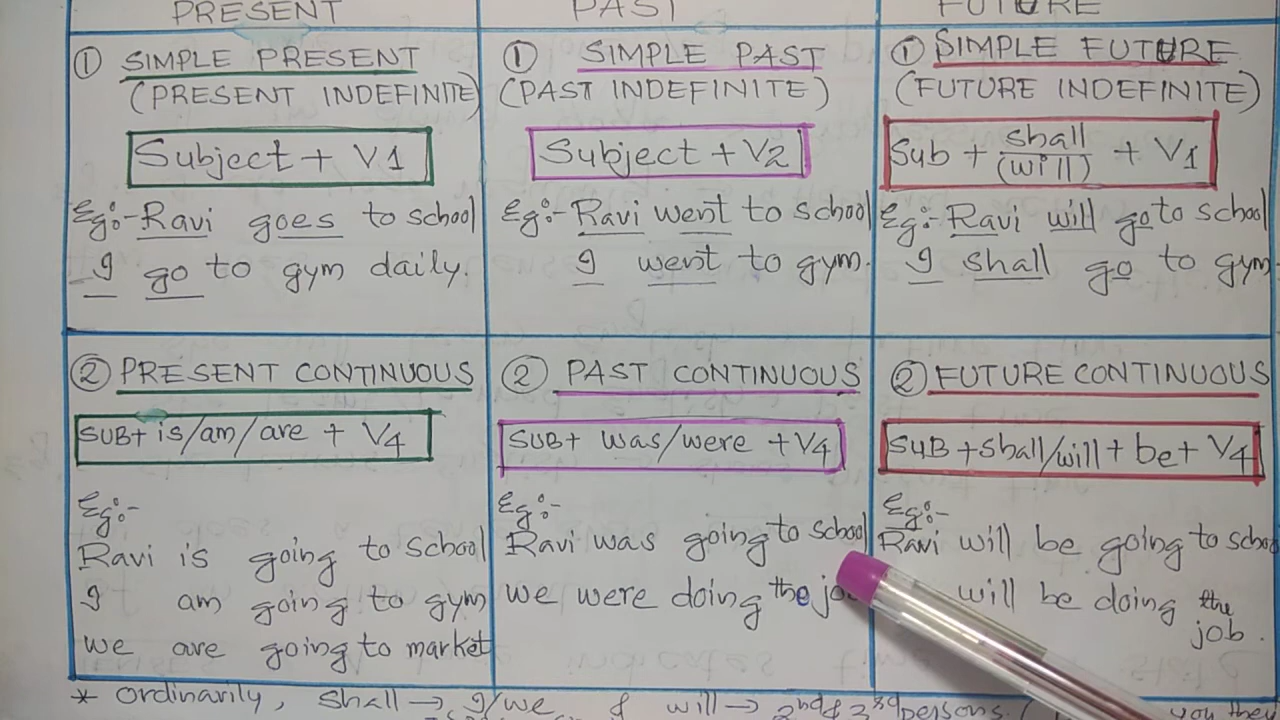 PRESENT
PAST
FUTURE
① SIMPLE PRESENT
(PRESENT INDEFINITE)
Subject + V1
Eg:- Ravi goes to school
I go to gym daily.
① SIMPLE PAST
(PAST INDEFINITE)
Subject + V2
Eg:- Ravi went to school
I went to gym.
① SIMPLE FUTURE
(FUTURE INDEFINITE)
Sub + shall/(will) + V1
Eg:- Ravi will go to school
I shall go to gym
② PRESENT CONTINUOUS
SUB+ is/am/are + V4
Eg:-
Ravi is going to school
I am going to gym
we are going to market
② PAST CONTINUOUS
SUB+ was/were + V4
Eg:-
Ravi was going to school
we were doing the
② FUTURE CONTINUOUS
SUB + shall/will + be + V4
Eg:-
Ravi will be going to schoo
will be doing the
job.
* Ordinarily, shall → I/we & will → 2nd & 3rd persons. you they